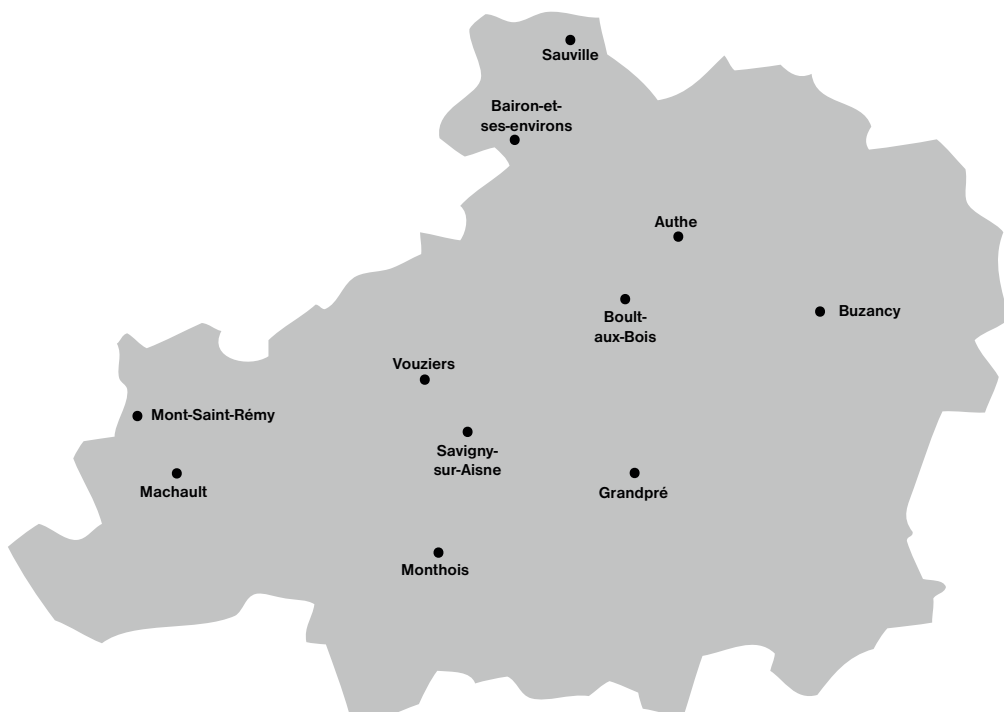 Sauville
Bairon-et-
ses-environs
Authe
Boult-
aux-Bois
Buzancy
Vouziers
Mont-Saint-Rémy
Savigny-
sur-Aisne
Machault
Grandpré
Monthois